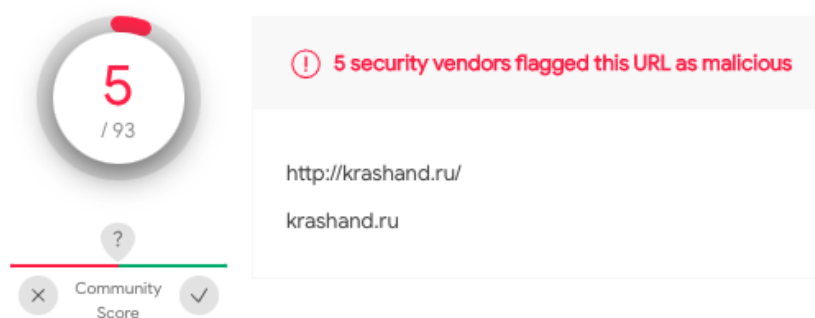 5
/ 93
?
Community
Score
5 security vendors flagged this URL as malicious
http://krashand.ru/
krashand.ru